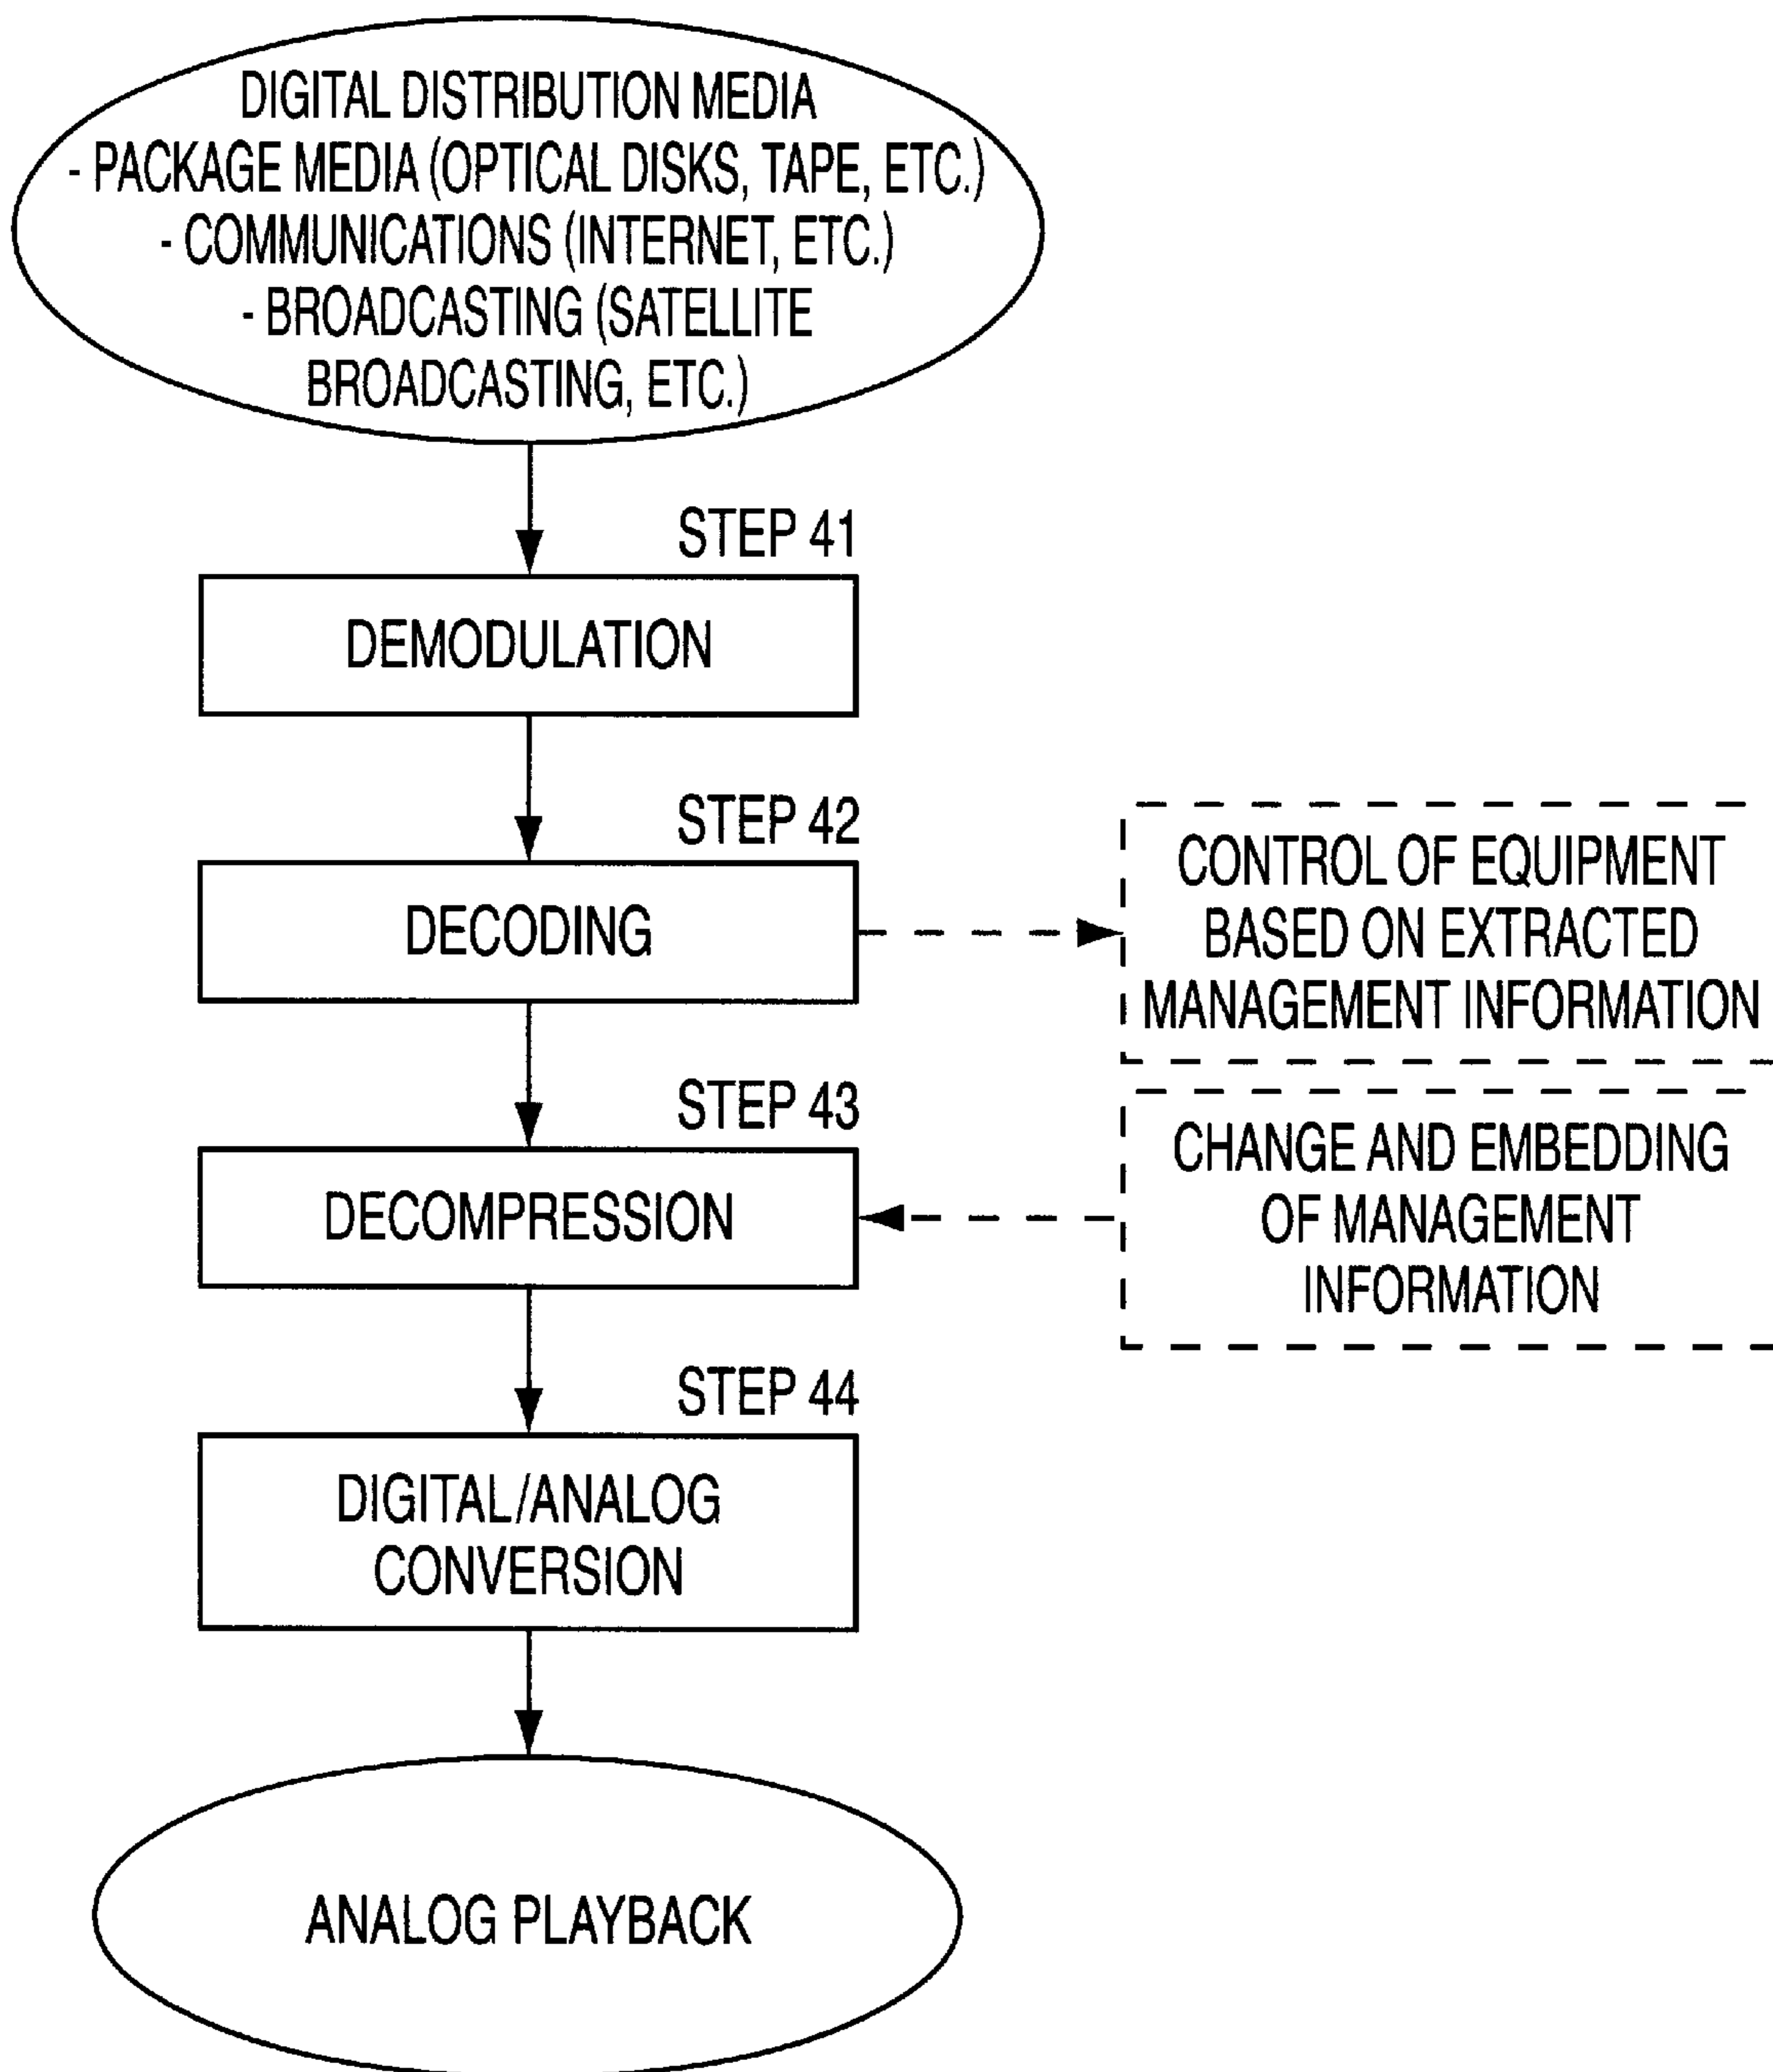 DIGITAL DISTRIBUTION MEDIA
- PACKAGE MEDIA (OPTICAL DISKS, TAPE, ETC.)
- COMMUNICATIONS (INTERNET, ETC.)
- BROADCASTING (SATELLITE
BROADCASTING, ETC.)
STEP 41
DEMODULATION
STEP 42
DECODING
CONTROL OF EQUIPMENT
BASED ON EXTRACTED
MANAGEMENT INFORMATION
STEP 43
DECOMPRESSION
CHANGE AND EMBEDDING
OF MANAGEMENT
INFORMATION
STEP 44
DIGITAL/ANALOG
CONVERSION
ANALOG PLAYBACK